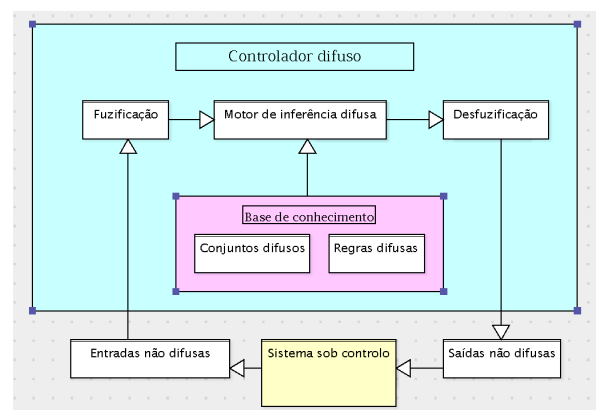 Controlador difuso
Fuzificação
Motor de inferência difusa
Desfuzificação
Base de conhecimento
Conjuntos difusos
Regras difusas
Entradas não difusas
Sistema sob controlo
Saídas não difusas